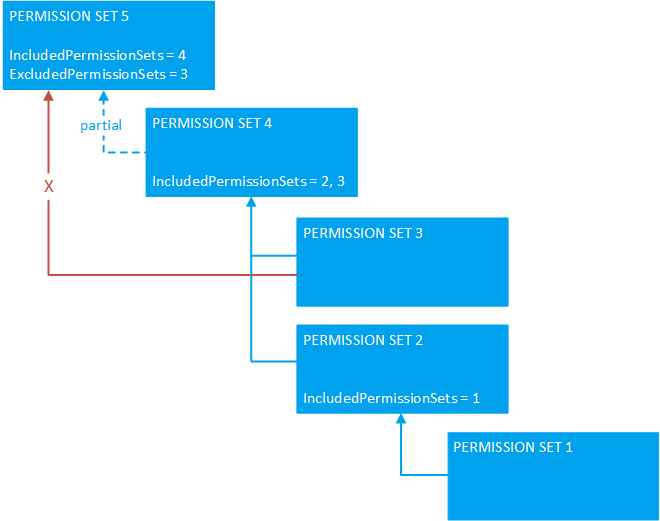 PERMISSION SET 5
IncludedPermissionSets = 4
ExcludedPermissionSets = 3
partial
PERMISSION SET 4
IncludedPermissionSets = 2, 3
X
PERMISSION SET 3
PERMISSION SET 2
IncludedPermissionSets = 1
PERMISSION SET 1